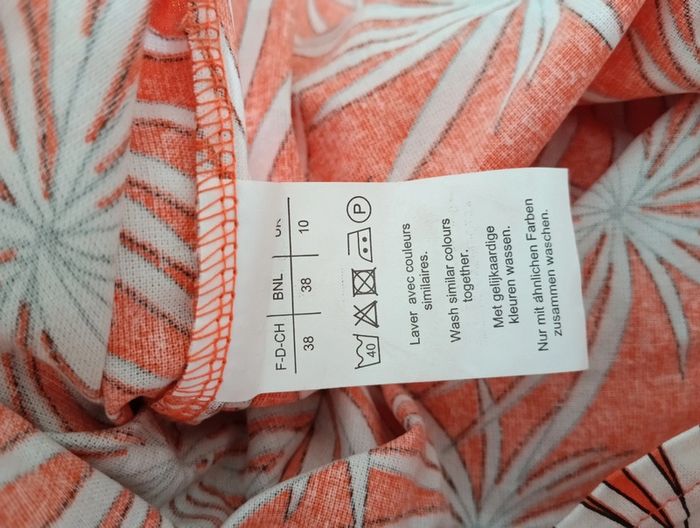 F-D-CH BNL
38 38 10
40 P
Laver avec couleurs
similaires.
Wash similar colours
together.
Met gelijkaardige
kleuren wassen.
Nur mit áhnlichen Farben
zusammen waschen.